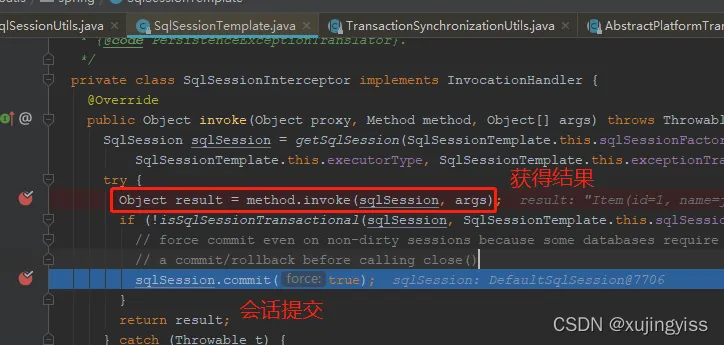 SqlSessionUtils.java SqlSessionTemplate.java TransactionSynchronizationUtils.java AbstractPlatformTran
* {@code PersistenceExceptionTranslator}.
*/
private class SqlSessionInterceptor implements InvocationHandler {
@Override
public Object invoke(Object proxy, Method method, Object[] args) throws Throwabl
SqlSession sqlSession = getSqlSession(SqlSessionTemplate.this.sqlSessionFactor
SqlSessionTemplate.this.executorType, SqlSessionTemplate.this.exceptionTra
try {
获得结果
Object result = method.invoke(sqlSession, args); result: "Item(id=1, name=j
if (!isSqlSessionTransactional(sqlSession, SqlSessionTemplate.this.sqlSession
// force commit even on non-dirty sessions because some databases require
// a commit/rollback before calling close()
sqlSession.commit( force: true); sqlSession: DefaultSqlSession@7706
}
会话提交
return result;
} catch (Throwable t) {
CSDN @xujingyiss